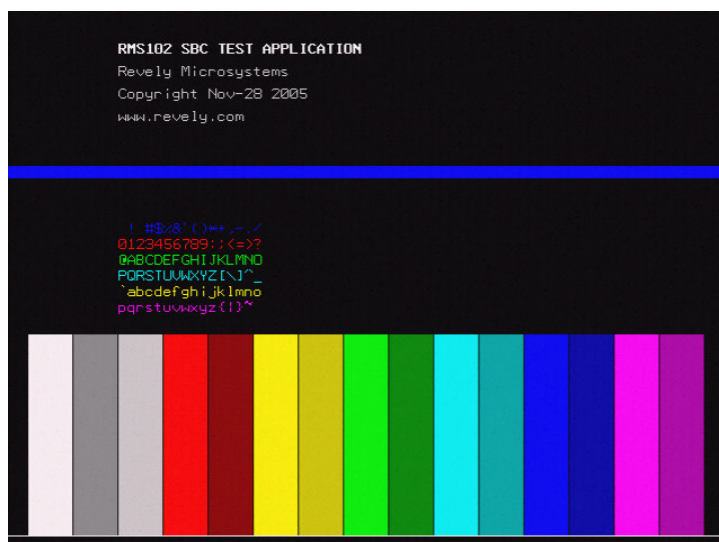 RMS102 SBC TEST APPLICATION
Revely Microsystems
Copyright Nov-28 2005
www.revely.com
! #$%&'()*+,-./
0123456789:;<=>?
@ABCDEFGHIJKLMNO
PQRSTUVWXYZ[\]^_
`abcdefghijklmno
pqrstuvwxyz{|}~